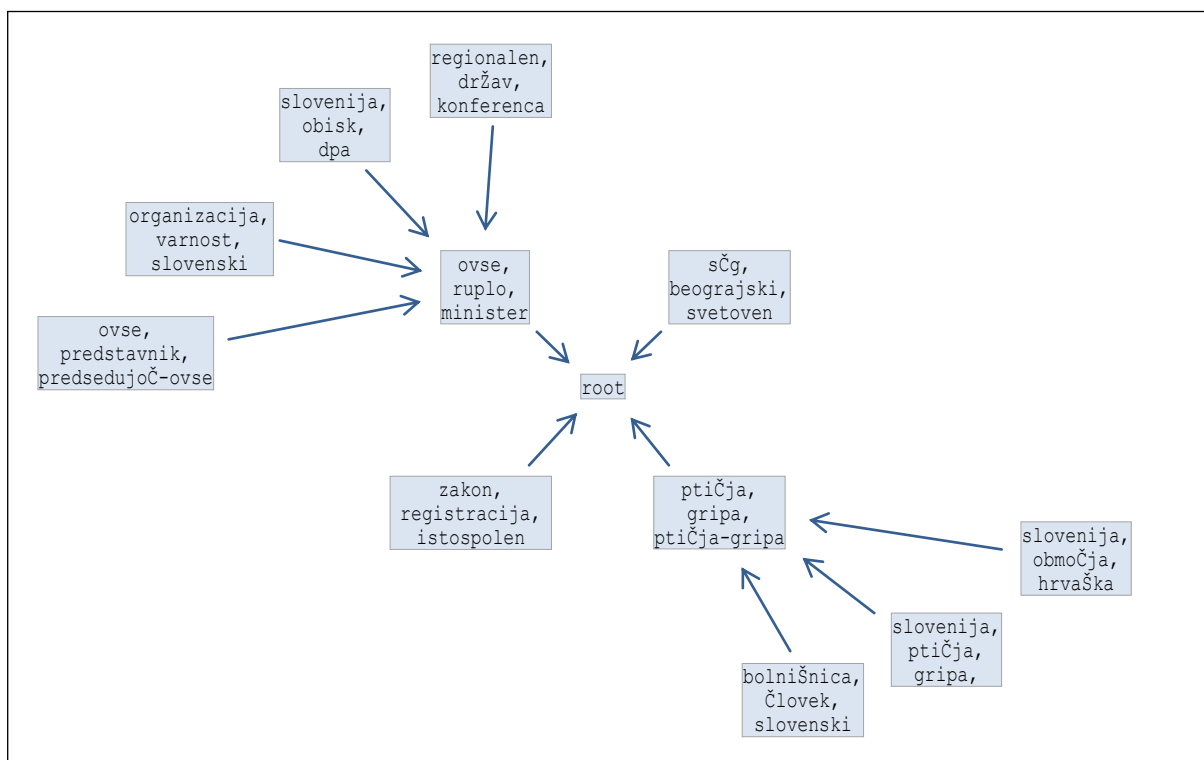 regionalen,
drŽav,
konferenca
slovenija,
obisk,
dpa
organizacija,
varnost,
slovenski
ovse,
ruplo,
minister
sČg,
beograjski,
svetoven
ovse,
predstavnik,
predsedujoČ-ovse
root
zakon,
registracija,
istospolen
ptiČja,
gripa,
ptiČja-gripa
slovenija,
obmoČja,
hrvaŠka
slovenija,
ptiČja,
gripa,
bolniŠnica,
Človek,
slovenski